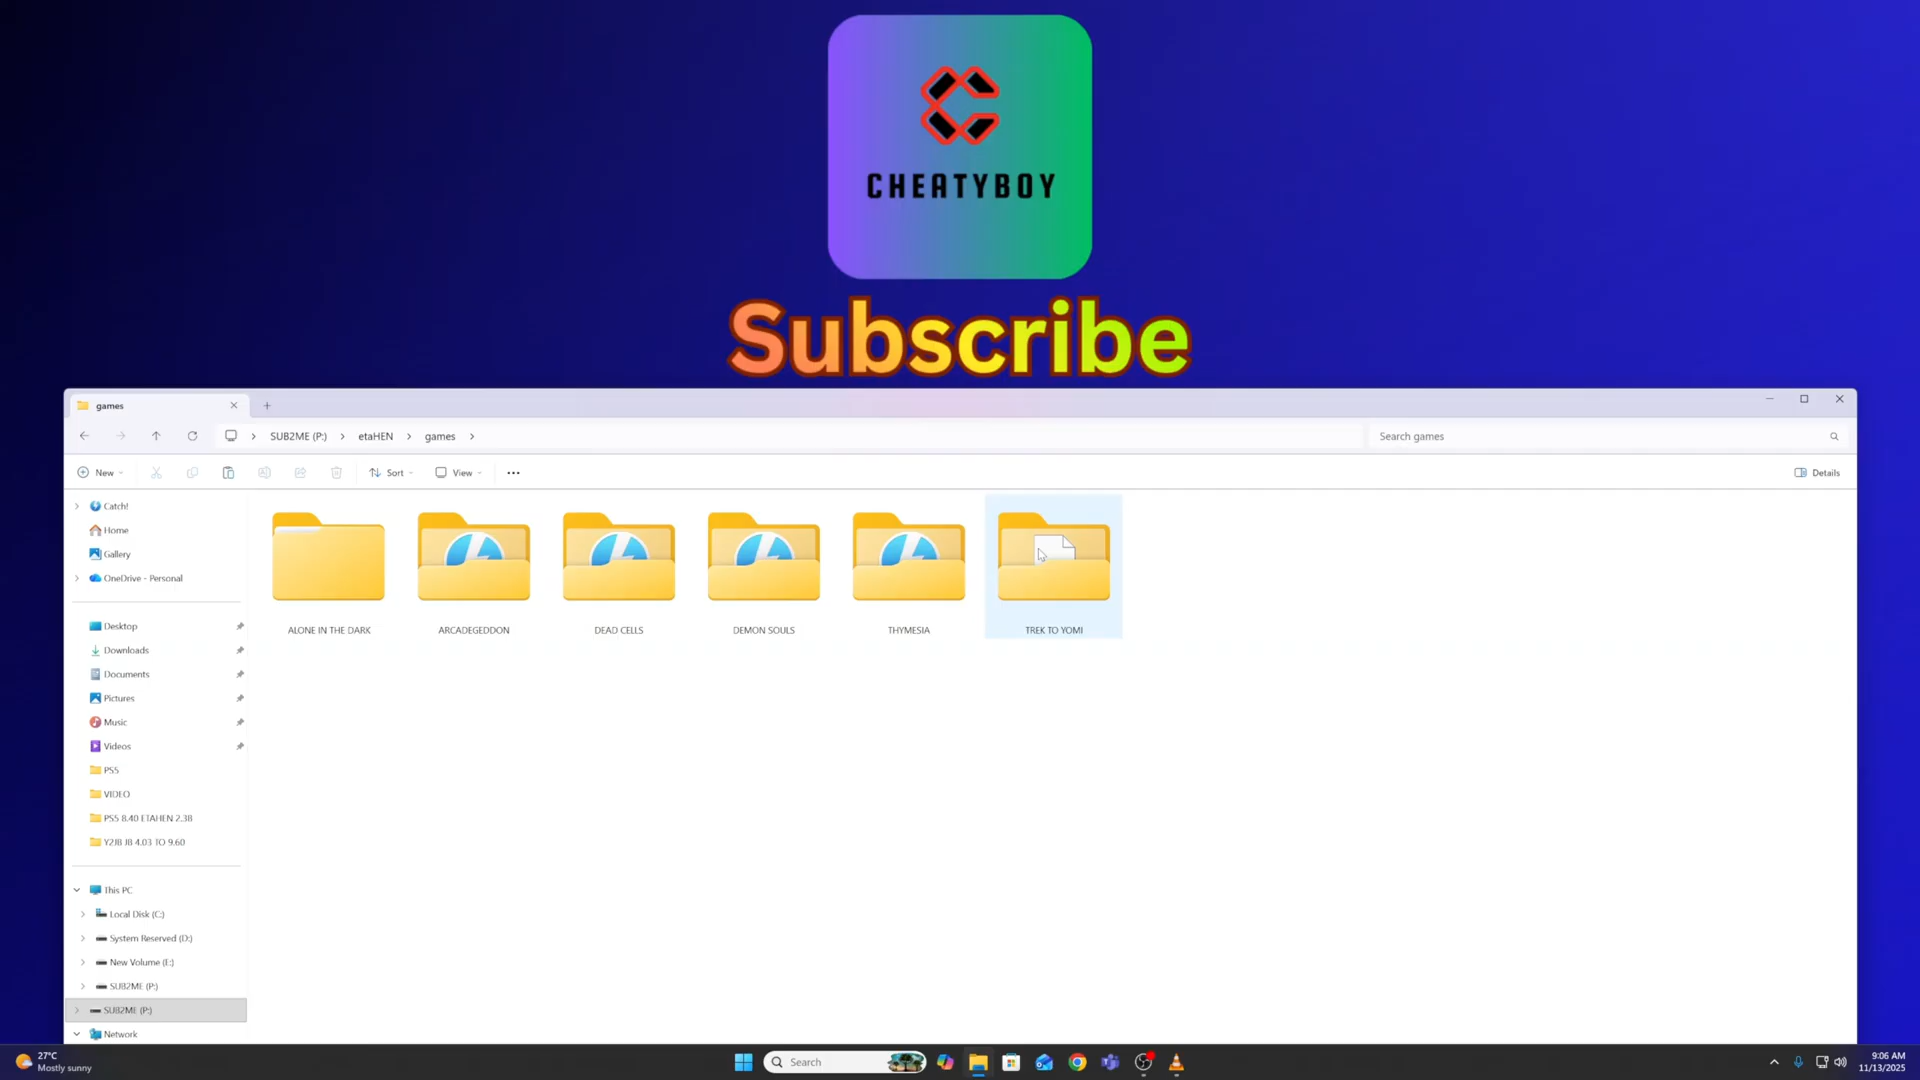 CHEATYBOY
Subscribe
games
SUB2ME (P:)
etaHEN
games
Search games
New
Sort
View
Details
Catch!
Home
Gallery
OneDrive - Personal
Desktop
Downloads
Documents
Pictures
Music
Videos
PS5
VIDEO
PS5 8.40 ETAHEN 2.3B
Y2JB JB 4.03 TO 9.60
This PC
Local Disk (C:)
System Reserved (D:)
New Volume (E:)
SUB2ME (P:)
SUB2ME (P:)
Network
ALONE IN THE DARK
ARCADEGEDDON
DEAD CELLS
DEMON SOULS
THYMESIA
TREK TO YOMI
27°C
Mostly sunny
Search
9:06 AM
11/13/2025